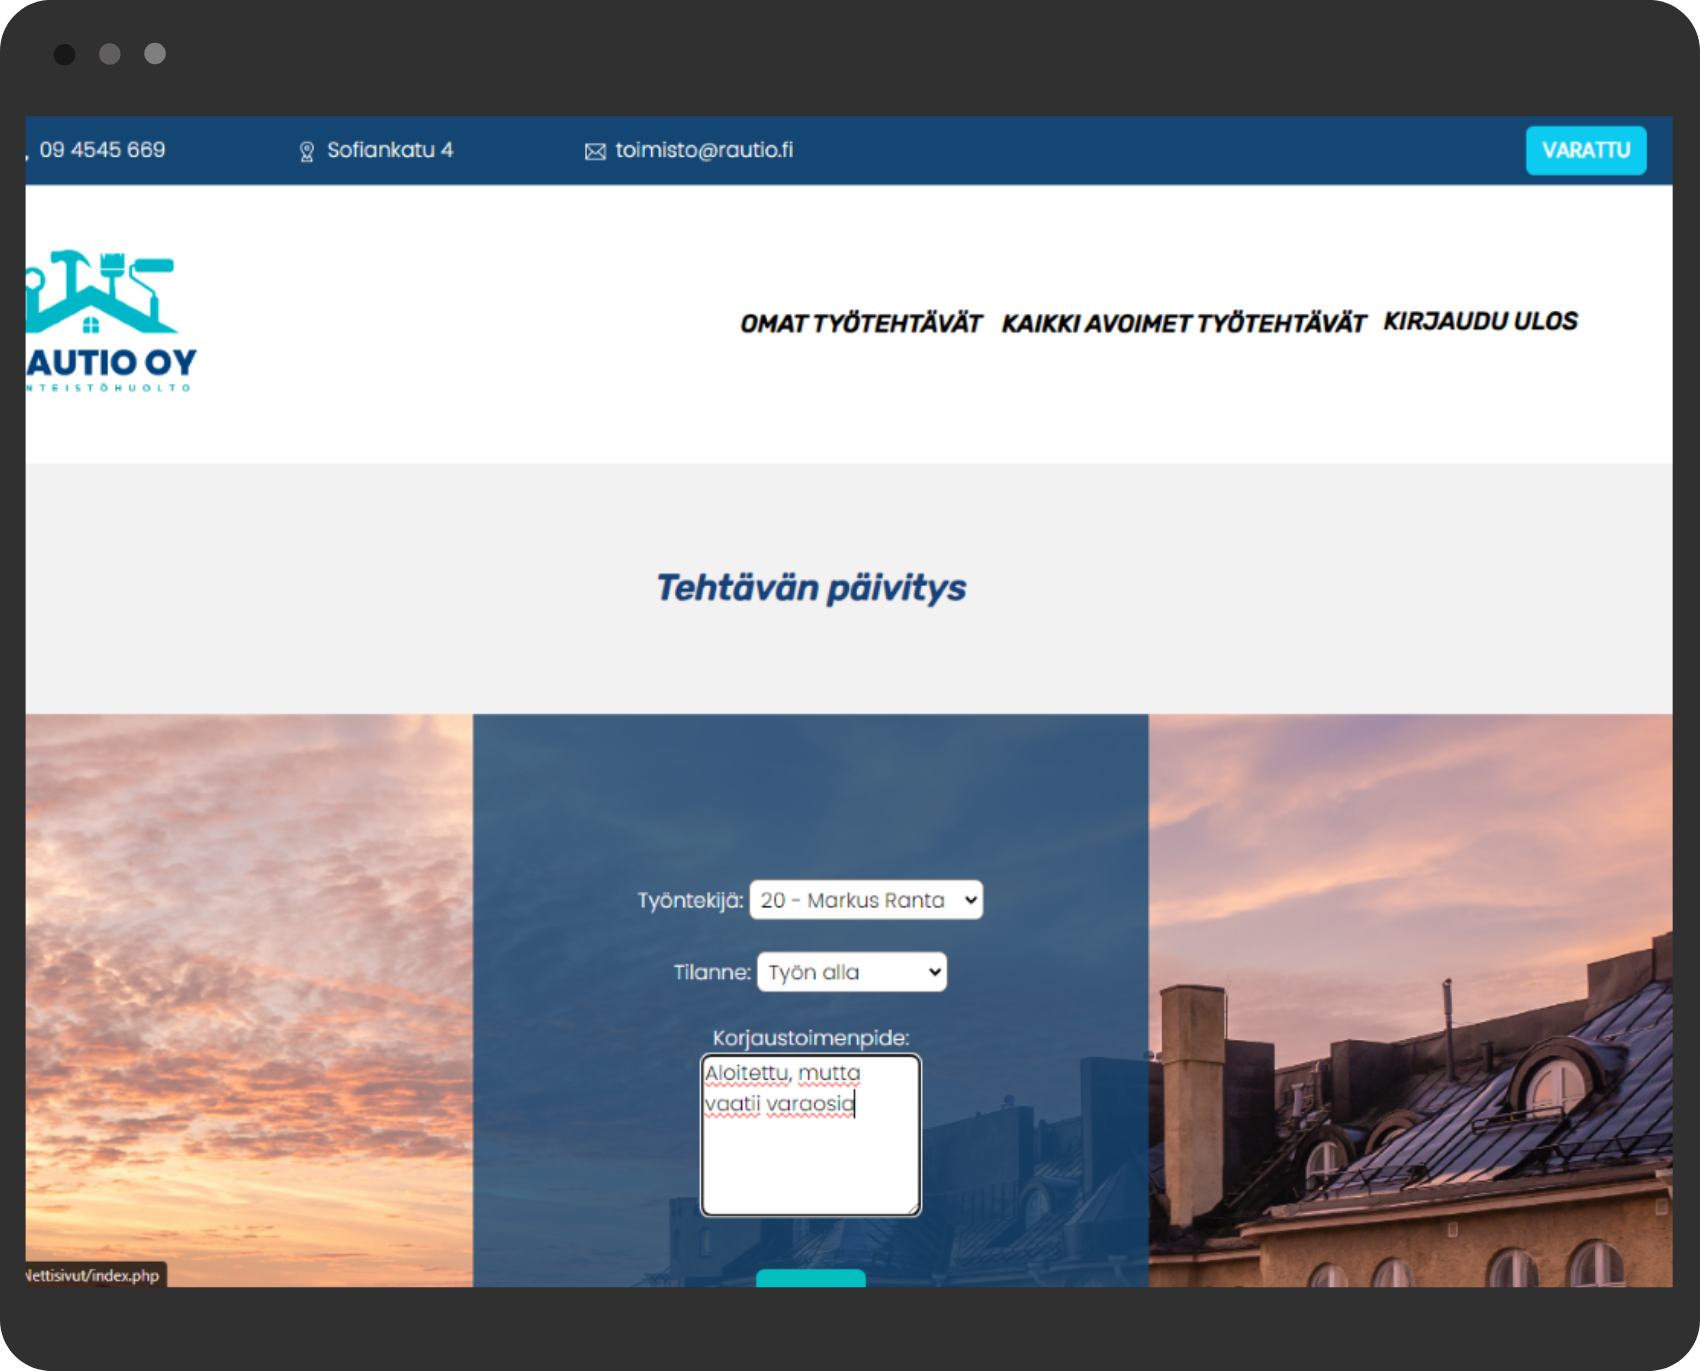 09 4545 669
Sofiankatu 4
toimisto@rautio.fi
VARATTU
AUTIO OY
NTEISTÖHUOLTO
OMAT TYÖTEHTÄVÄT
KAIKKI AVOIMET TYÖTEHTÄVÄT
KIRJAUDU ULOS
Tehtävän päivitys
Työntekijä: 20 - Markus Ranta
Tilanne: Työn alla
Korjaustoimenpide:
Aloitettu, mutta
vaatii varaosia
Nettisivut/index.php